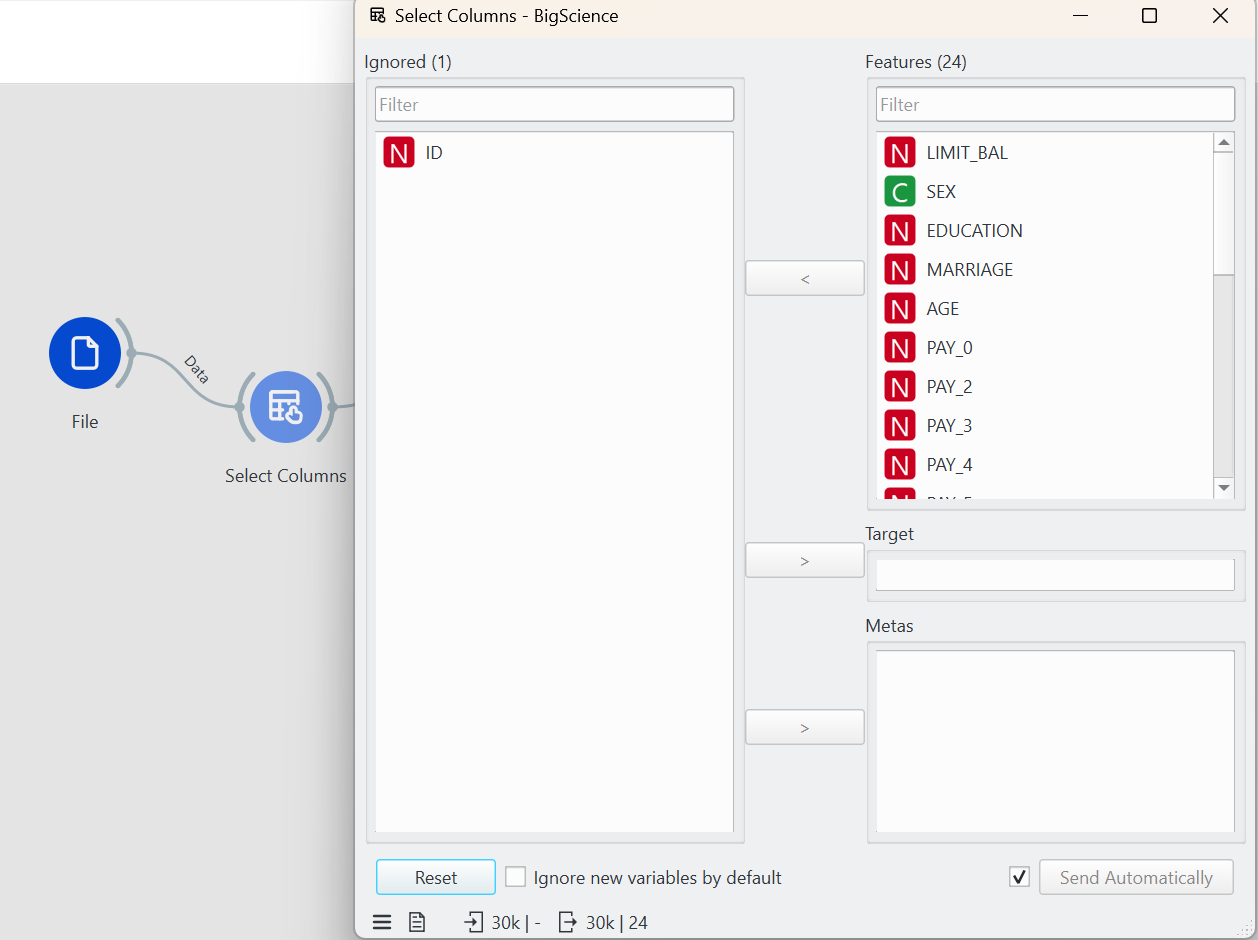 Select Columns - BigScience
Ignored (1)
Features (24)
Filter
Filter
N ID
N LIMIT_BAL
C SEX
N EDUCATION
N MARRIAGE
N AGE
N PAY_0
N PAY_2
N PAY_3
N PAY_4
<
>
Target
Metas
>
Data
File
Select Columns
Reset
Ignore new variables by default
Send Automatically
30k | -
30k | 24